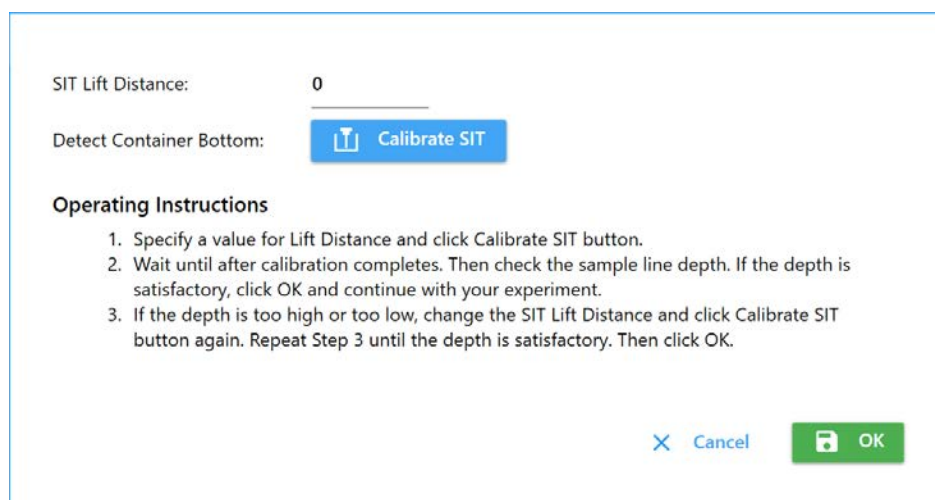 SIT Lift Distance: 0
Detect Container Bottom: Calibrate SIT
Operating Instructions
1. Specify a value for Lift Distance and click Calibrate SIT button.
2. Wait until after calibration completes. Then check the sample line depth. If the depth is
satisfactory, click OK and continue with your experiment.
3. If the depth is too high or too low, change the SIT Lift Distance and click Calibrate SIT
button again. Repeat Step 3 until the depth is satisfactory. Then click OK.
Cancel OK